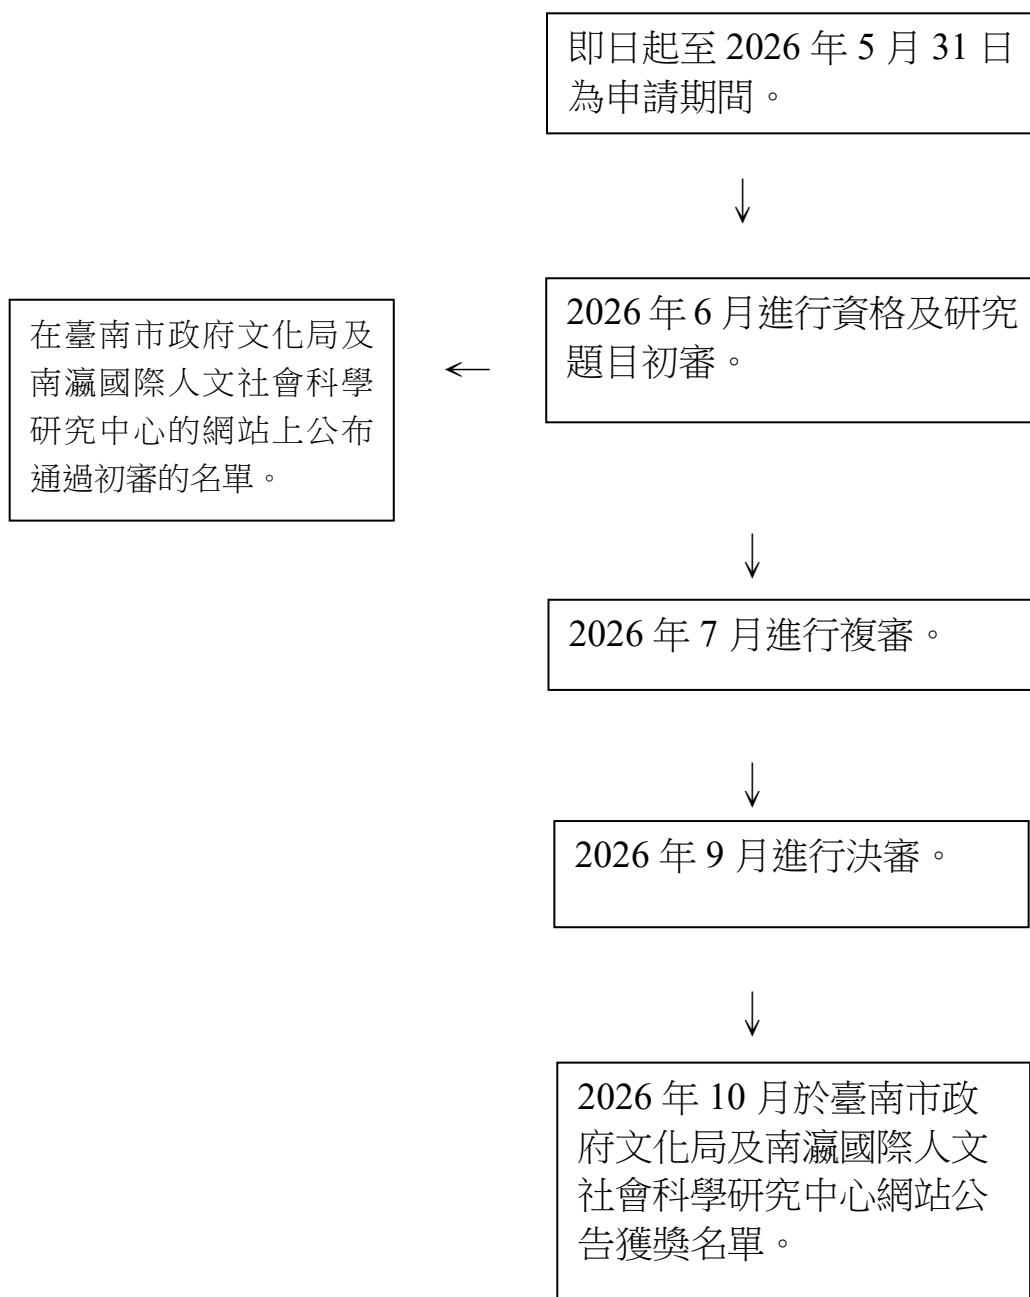 即日起至 2026 年 5 月 31 日
為申請期間。
↓
2026 年 6 月進行資格及研究
題目初審。
←
在臺南市政府文化局及
南瀛國際人文社會科學
研究中心的網站上公布
通過初審的名單。
↓
2026 年 7 月進行複審。
↓
2026 年 9 月進行決審。
↓
2026 年 10 月於臺南市政
府文化局及南瀛國際人文
社會科學研究中心網站公
告獲獎名單。